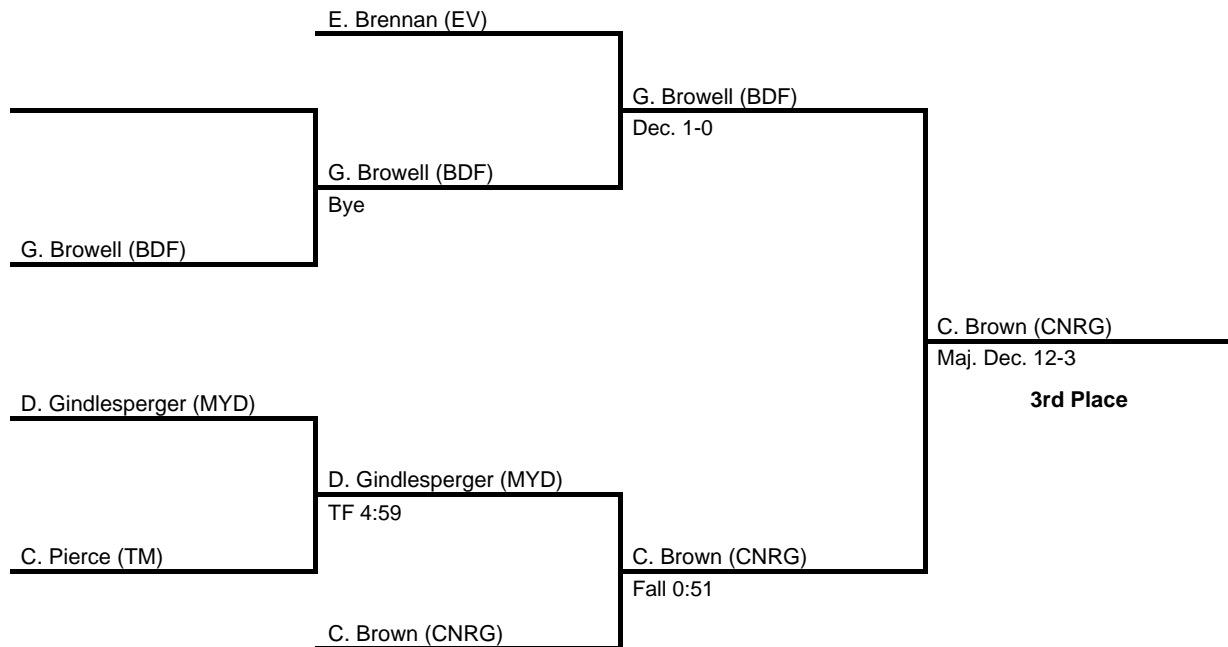 E. Brennan (EV)
G. Browell (BDF)
Dec. 1-0
G. Browell (BDF)
Bye
G. Browell (BDF)
C. Brown (CNRG)
Maj. Dec. 12-3
3rd Place
D. Gindlesperger (MYD)
D. Gindlesperger (MYD)
TF 4:59
C. Pierce (TM)
C. Brown (CNRG)
Fall 0:51
C. Brown (CNRG)